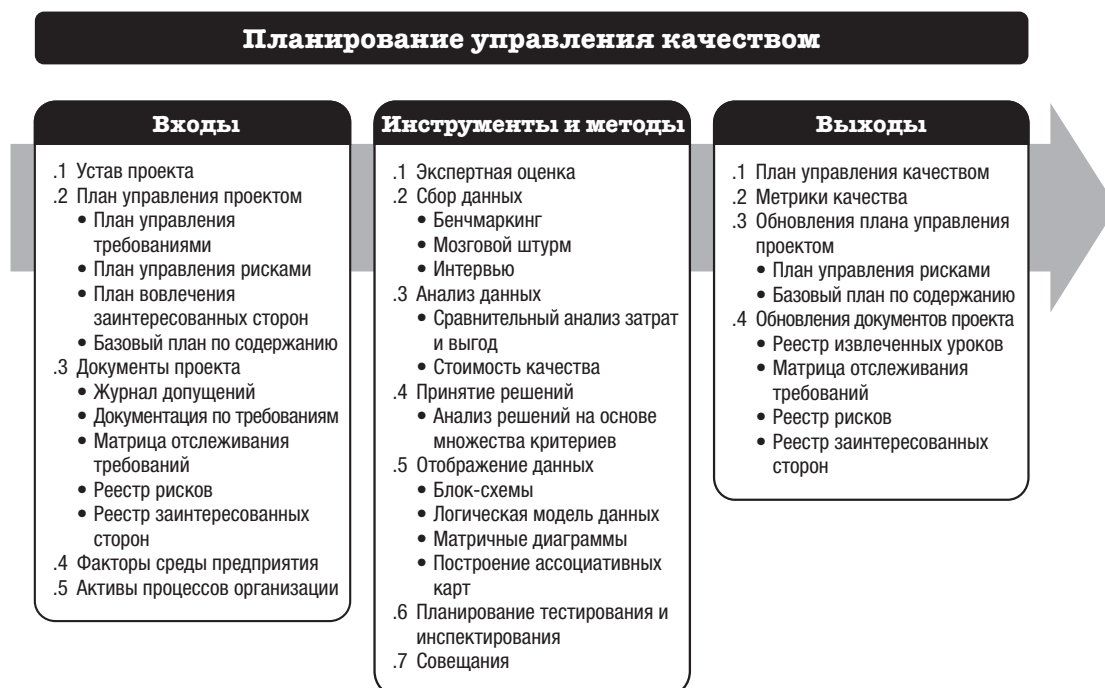 Планирование управления качеством
Входы
.1 Устав проекта
.2 План управления проектом
• План управления
требованиями
• План управления рисками
• План вовлечения
заинтересованных сторон
• Базовый план по содержанию
.3 Документы проекта
• Журнал допущений
• Документация по требованиям
• Матрица отслеживания
требований
• Реестр рисков
• Реестр заинтересованных
сторон
.4 Факторы среды предприятия
.5 Активы процессов организации
Инструменты и методы
.1 Экспертная оценка
.2 Сбор данных
• Бенчмаркинг
• Мозговой штурм
• Интервью
.3 Анализ данных
• Сравнительный анализ затрат
и выгод
• Стоимость качества
.4 Принятие решений
• Анализ решений на основе
множества критериев
.5 Отображение данных
• Блок-схемы
• Логическая модель данных
• Матричные диаграммы
• Построение ассоциативных
карт
.6 Планирование тестирования и
инспектирования
.7 Совещания
Выходы
.1 План управления качеством
.2 Метрики качества
.3 Обновления плана управления
проектом
• План управления рисками
• Базовый план по содержанию
.4 Обновления документов проекта
• Реестр извлеченных уроков
• Матрица отслеживания
требований
• Реестр рисков
• Реестр заинтересованных
сторон